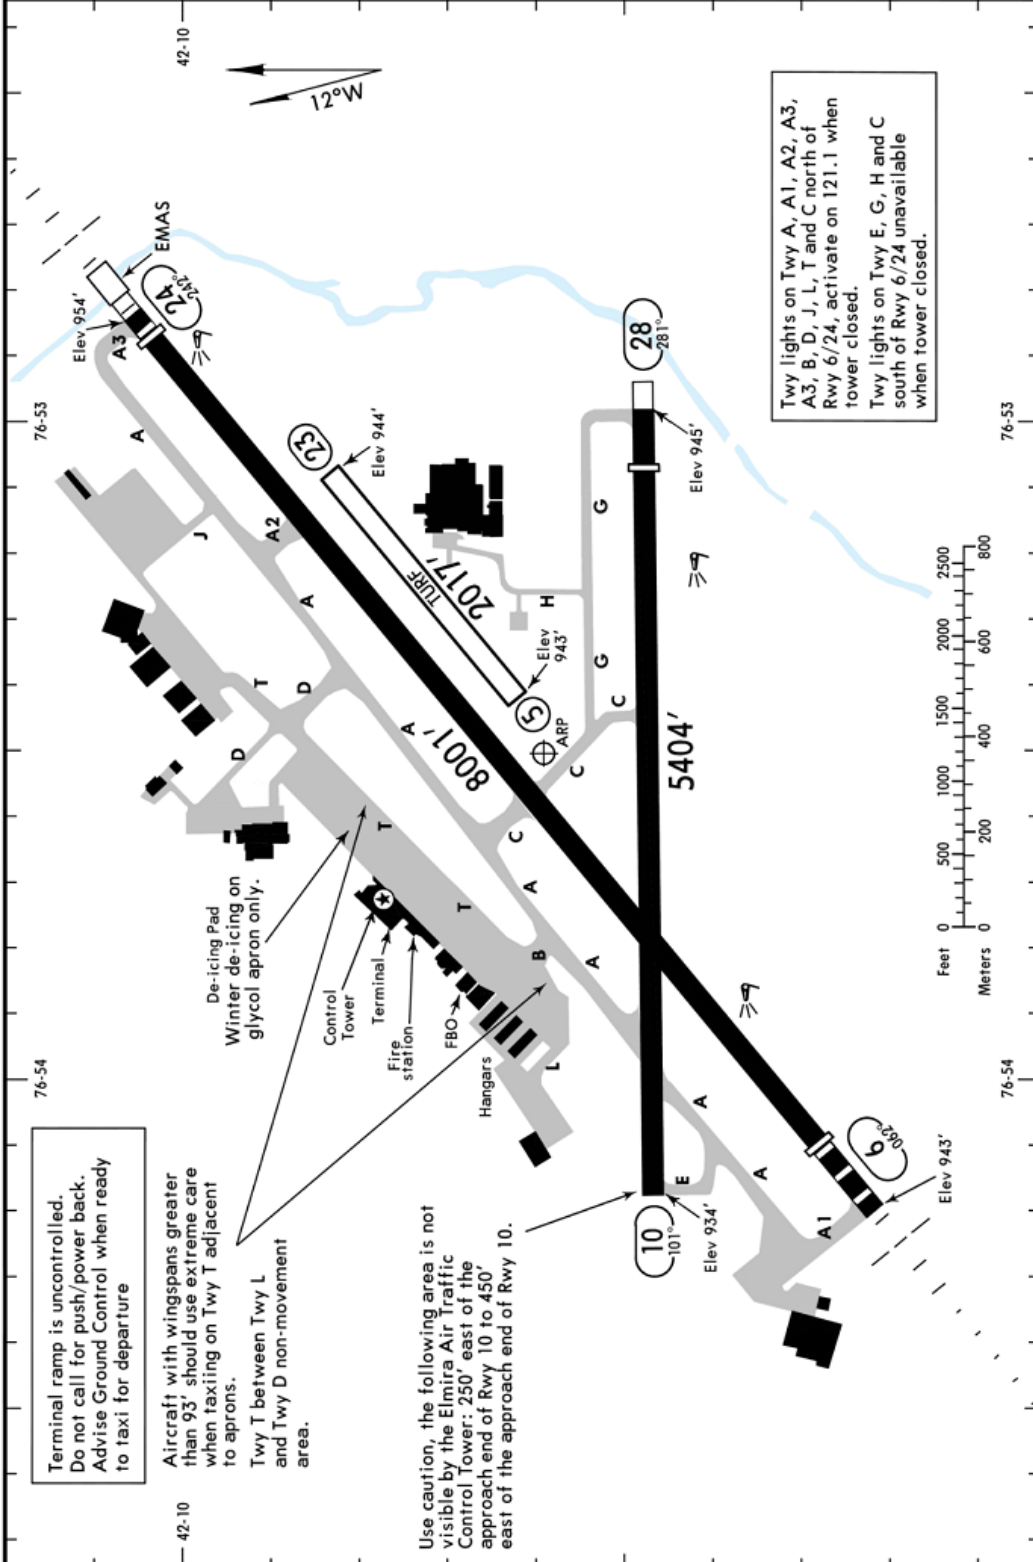 Terminal ramp is uncontrolled.
Do not call for push/power back.
Advise Ground Control when ready
to taxi for departure
Aircraft with wingspans greater
than 93' should use extreme care
when taxiing on Twy T adjacent
to aprons.
Twy T between Twy L
and Twy D non-movement
area.
Use caution, the following area is not
visible by the Elmira Air Traffic
Control Tower: 250' east of the
approach end of Rwy 10 to 450'
east of the approach end of Rwy 10.
42-10
76-54
76-53
42-10
De-icing Pad
Winter de-icing on
glycol apron only.
Control
Tower
Terminal
Fire
station
FBO
Hangars
L
B
T
T
T
D
D
J
A
A2
A
A
A
A
A
A
A3
Elev 954'
EMAS
24
242°
12°W
23
Elev 944'
TURF
2017'
5
Elev
943'
ARP
8001'
C
C
C
G
G
H
28
281°
Elev 945'
5404'
10
101°
Elev 934'
E
A1
6
062°
Elev 943'
Feet
0
500
1000
1500
2000
2500
Meters
0
200
400
600
800
76-54
76-53
Twy lights on Twy A, A1, A2, A3,
A3, B, D, J, L, T and C north of
Rwy 6/24, activate on 121.1 when
tower closed.
Twy lights on Twy E, G, H and C
south of Rwy 6/24 unavailable
when tower closed.